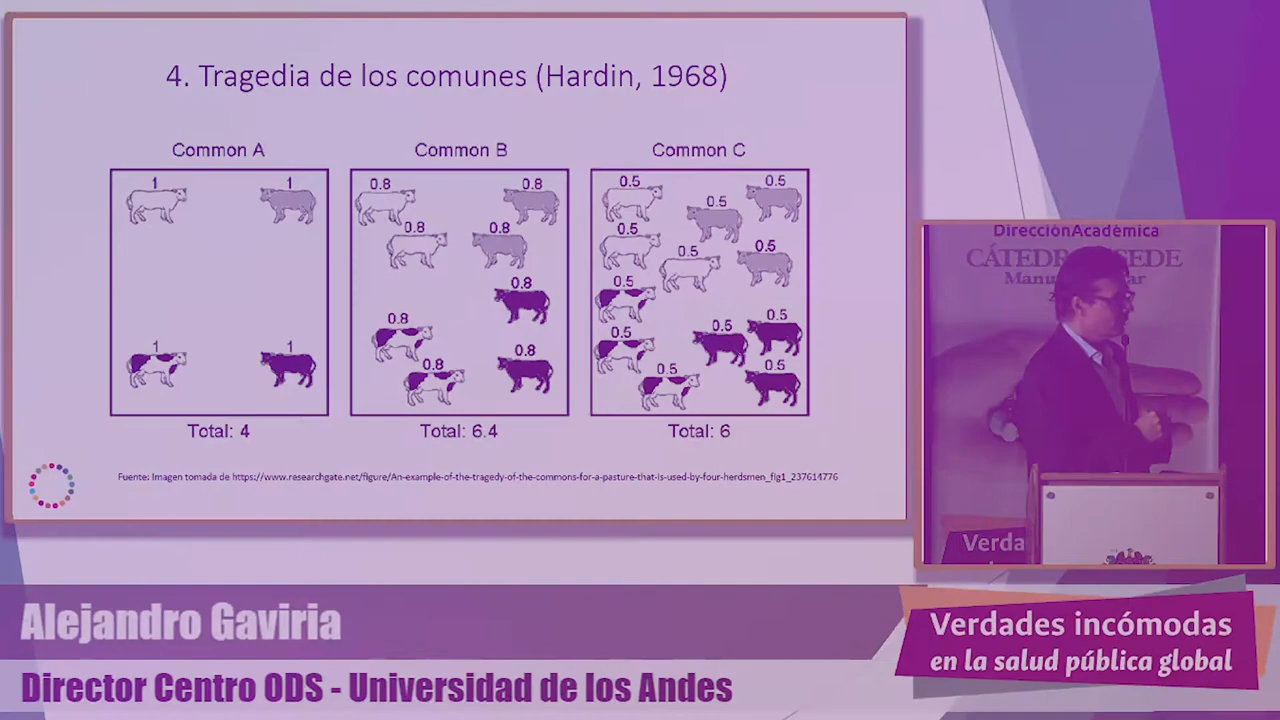 4. Tragedia de los comunes (Hardin, 1968)
Common A
Common B
Common C
1
1
1
1
Total: 4
0.8
0.8
0.8
0.8
0.8
0.8
0.8
0.8
Total: 6.4
0.5
0.5
0.5
0.5
0.5
0.5
0.5
0.5
0.5
0.5
0.5
0.5
Total: 6
Fuente: Imagen tomada de https://www.researchgate.net/figure/An-example-of-the-tragedy-of-the-commons-for-a-pasture-that-is-used-by-four-herdsmen_fig1_237614776
DirecciónAcadémica
Verda
Alejandro Gaviria
Director Centro ODS - Universidad de los Andes
Verdades incómodas
en la salud pública global